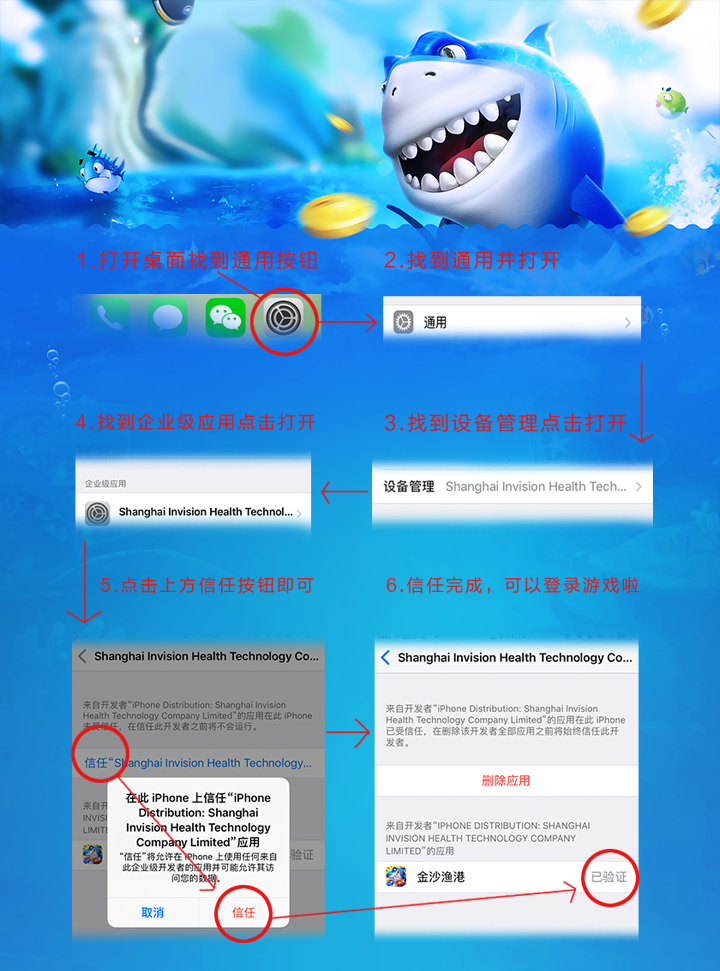 1.打开桌面找到通用按钮
2.找到通用并打开
通用
4.找到企业级应用点击打开
3.找到设备管理点击打开
设备管理 Shanghai Invision Health Tech...
企业级应用
Shanghai Invision Health Technol...
5.点击上方信任按钮即可
6.信任完成，可以登录游戏啦
Shanghai Invision Health Technology Co...
来自开发者“iPhone Distribution: Shanghai Invision
Health Technology Company Limited”的应用在此 iPhone
未受信任，在信任此开发者之前将不会运行。
信任“Shanghai Invision Health Technology...
在此 iPhone 上信任“iPhone
Distribution: Shanghai
Invision Health Technology
Company Limited”应用
“信任”将允许在 iPhone 上使用任何来自
此企业级开发者的应用并可能允许其访
问您的数据。
取消
信任
来自开
INVIS
LIMIT
验证
Shanghai Invision Health Technology Co...
来自开发者“iPhone Distribution: Shanghai
Invision Health Technology Company Limited”的应用在此 iPhone
已受信任，在删除该开发者全部应用之前将始终信任此开
发者。
删除应用
来自开发者“IPHONE DISTRIBUTION: SHANGHAI
INVISION HEALTH TECHNOLOGY COMPANY
LIMITED”的应用
金沙渔港
已验证